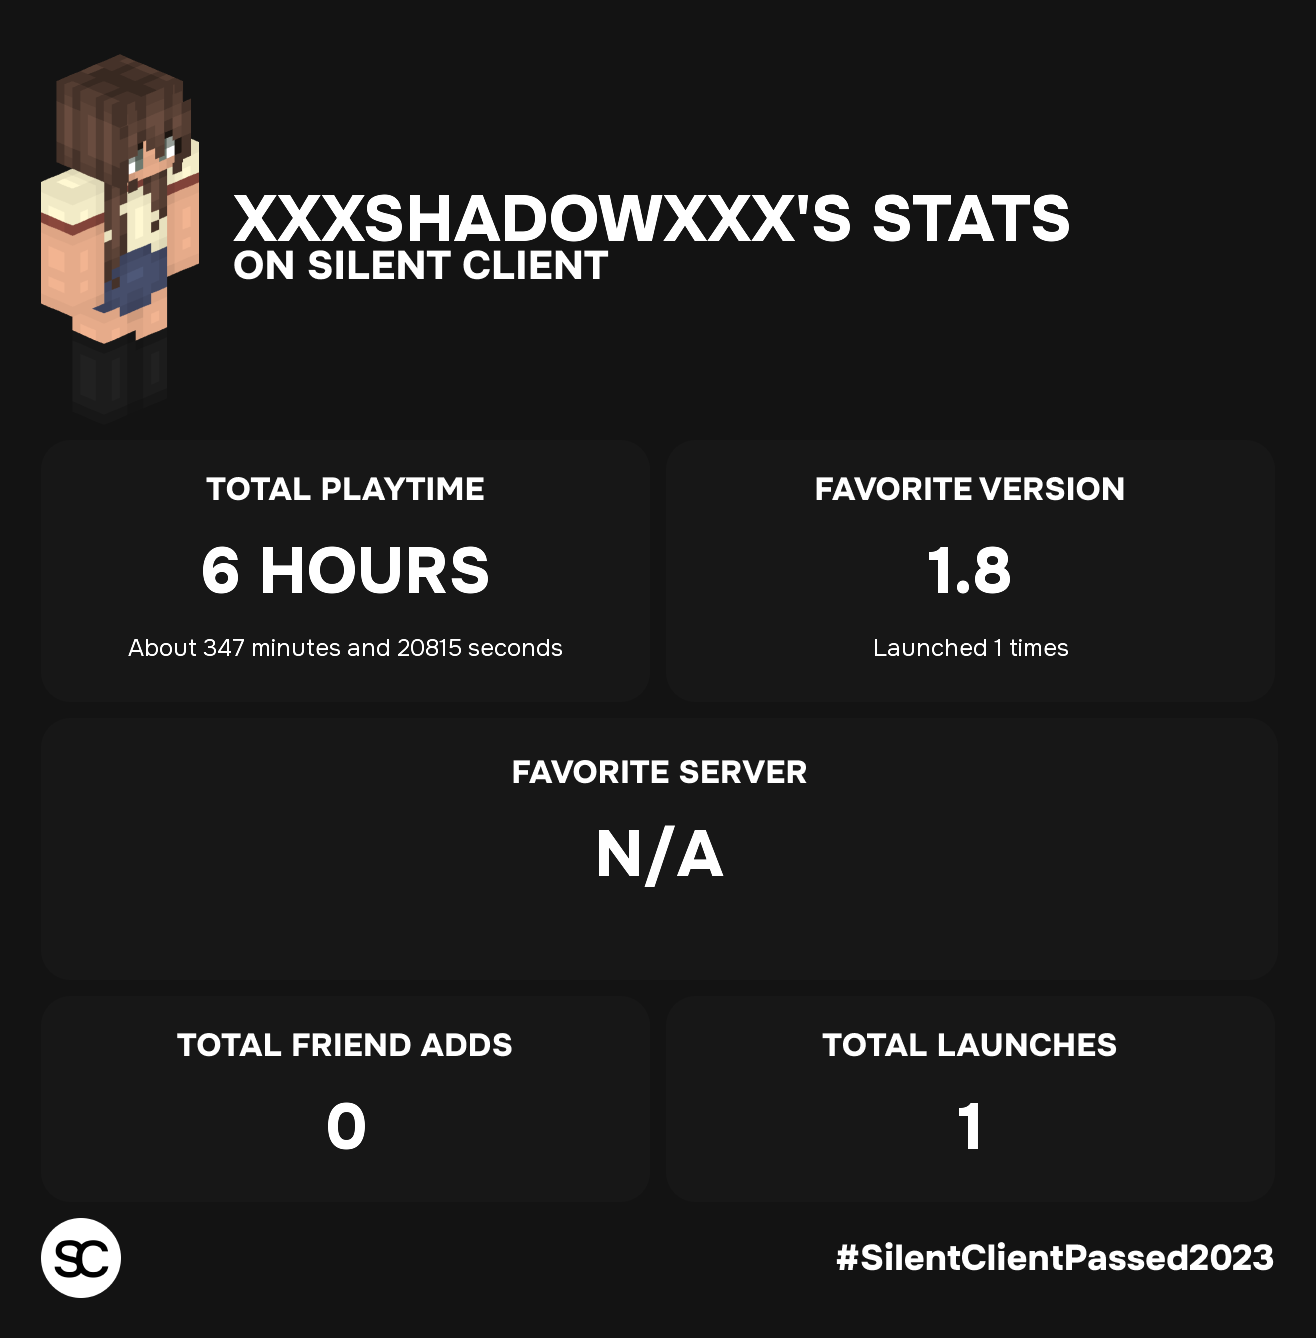 XXXSHADOWXXX'S STATS
ON SILENT CLIENT
TOTAL PLAYTIME
6 HOURS
About 347 minutes and 20815 seconds
FAVORITE VERSION
1.8
Launched 1 times
FAVORITE SERVER
N/A
TOTAL FRIEND ADDS
0
TOTAL LAUNCHES
1
SC
#SilentClientPassed2023